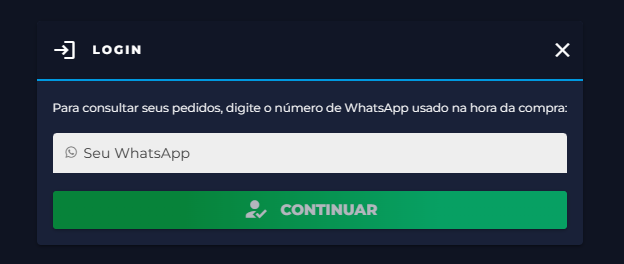 LOGIN
Para consultar seus pedidos, digite o número de WhatsApp usado na hora da compra:
Seu WhatsApp
CONTINUAR